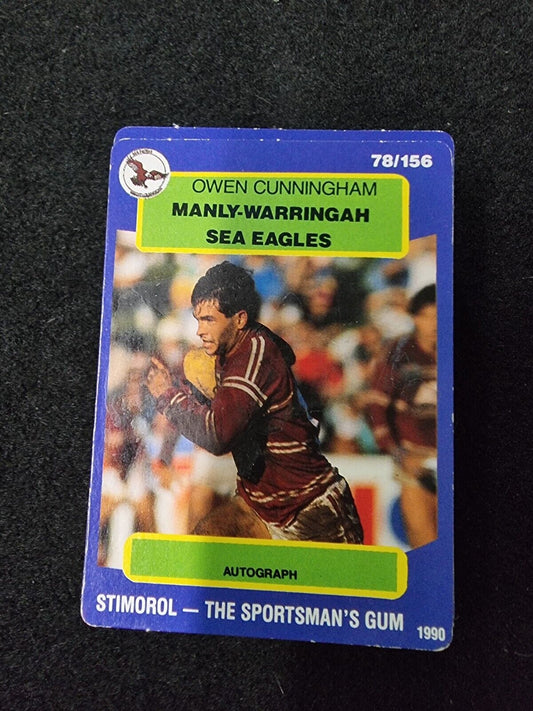 78/156
OWEN CUNNINGHAM
MANLY-WARRINGAH
SEA EAGLES
AUTOGRAPH
STIMOROL — THE SPORTSMAN'S GUM
1990